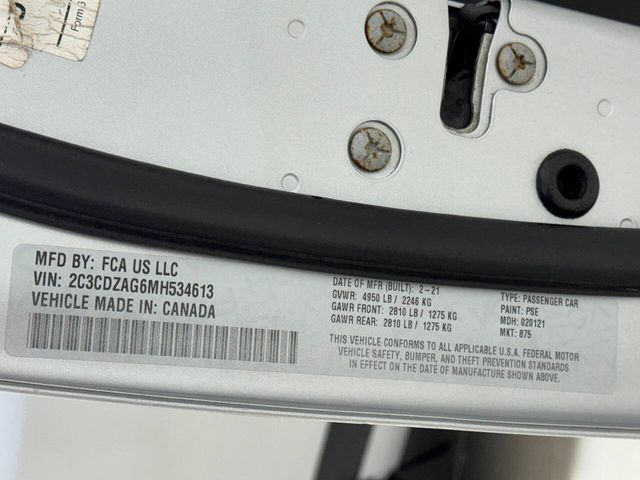 Form 3
MFD BY: FCA US LLC
VIN: 2C3CDZAG6MH534613
VEHICLE MADE IN: CANADA
DATE OF MFR (BUILT): 2-21
GVWR: 4950 LB / 2246 KG
GAWR FRONT: 2810 LB / 1275 KG
GAWR REAR: 2810 LB / 1275 KG
TYPE: PASSENGER CAR
PAINT: PSE
MDH: 020121
MKT: 875
THIS VEHICLE CONFORMS TO ALL APPLICABLE U.S.A. FEDERAL MOTOR
VEHICLE SAFETY, BUMPER, AND THEFT PREVENTION STANDARDS
IN EFFECT ON THE DATE OF MANUFACTURE SHOWN ABOVE.